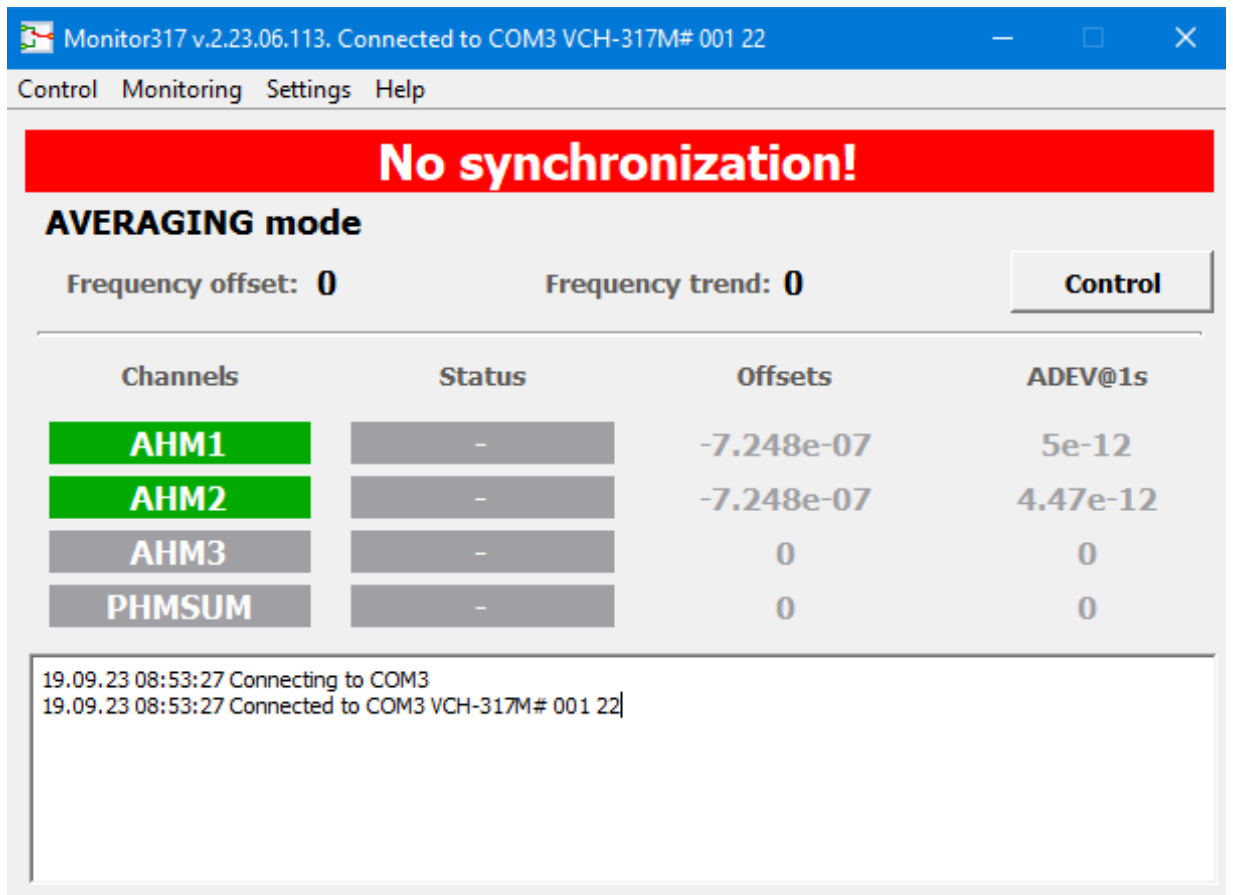 Monitor317 v.2.23.06.113. Connected to COM3 VCH-317M# 001 22
Control Monitoring Settings Help
No synchronization!
AVERAGING mode
Frequency offset: 0 Frequency trend: 0 Control
Channels Status Offsets ADEV@1s
AHM1 - -7.248e-07 5e-12
AHM2 - -7.248e-07 4.47e-12
AHM3 - 0 0
PHMSUM - 0 0
19.09.23 08:53:27 Connecting to COM3
19.09.23 08:53:27 Connected to COM3 VCH-317M# 001 22